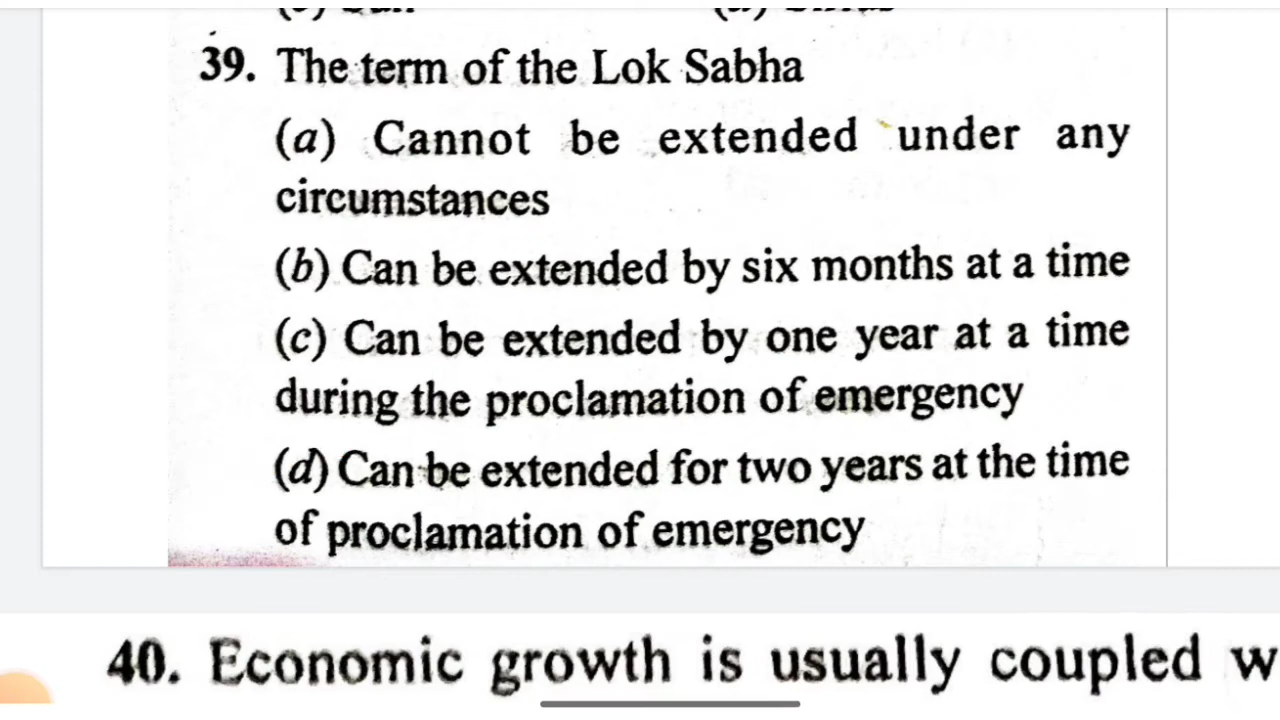 39. The term of the Lok Sabha
(a) Cannot be extended under any
circumstances
(b) Can be extended by six months at a time
(c) Can be extended by one year at a time
during the proclamation of emergency
(d) Can be extended for two years at the time
of proclamation of emergency
40. Economic growth is usually coupled w